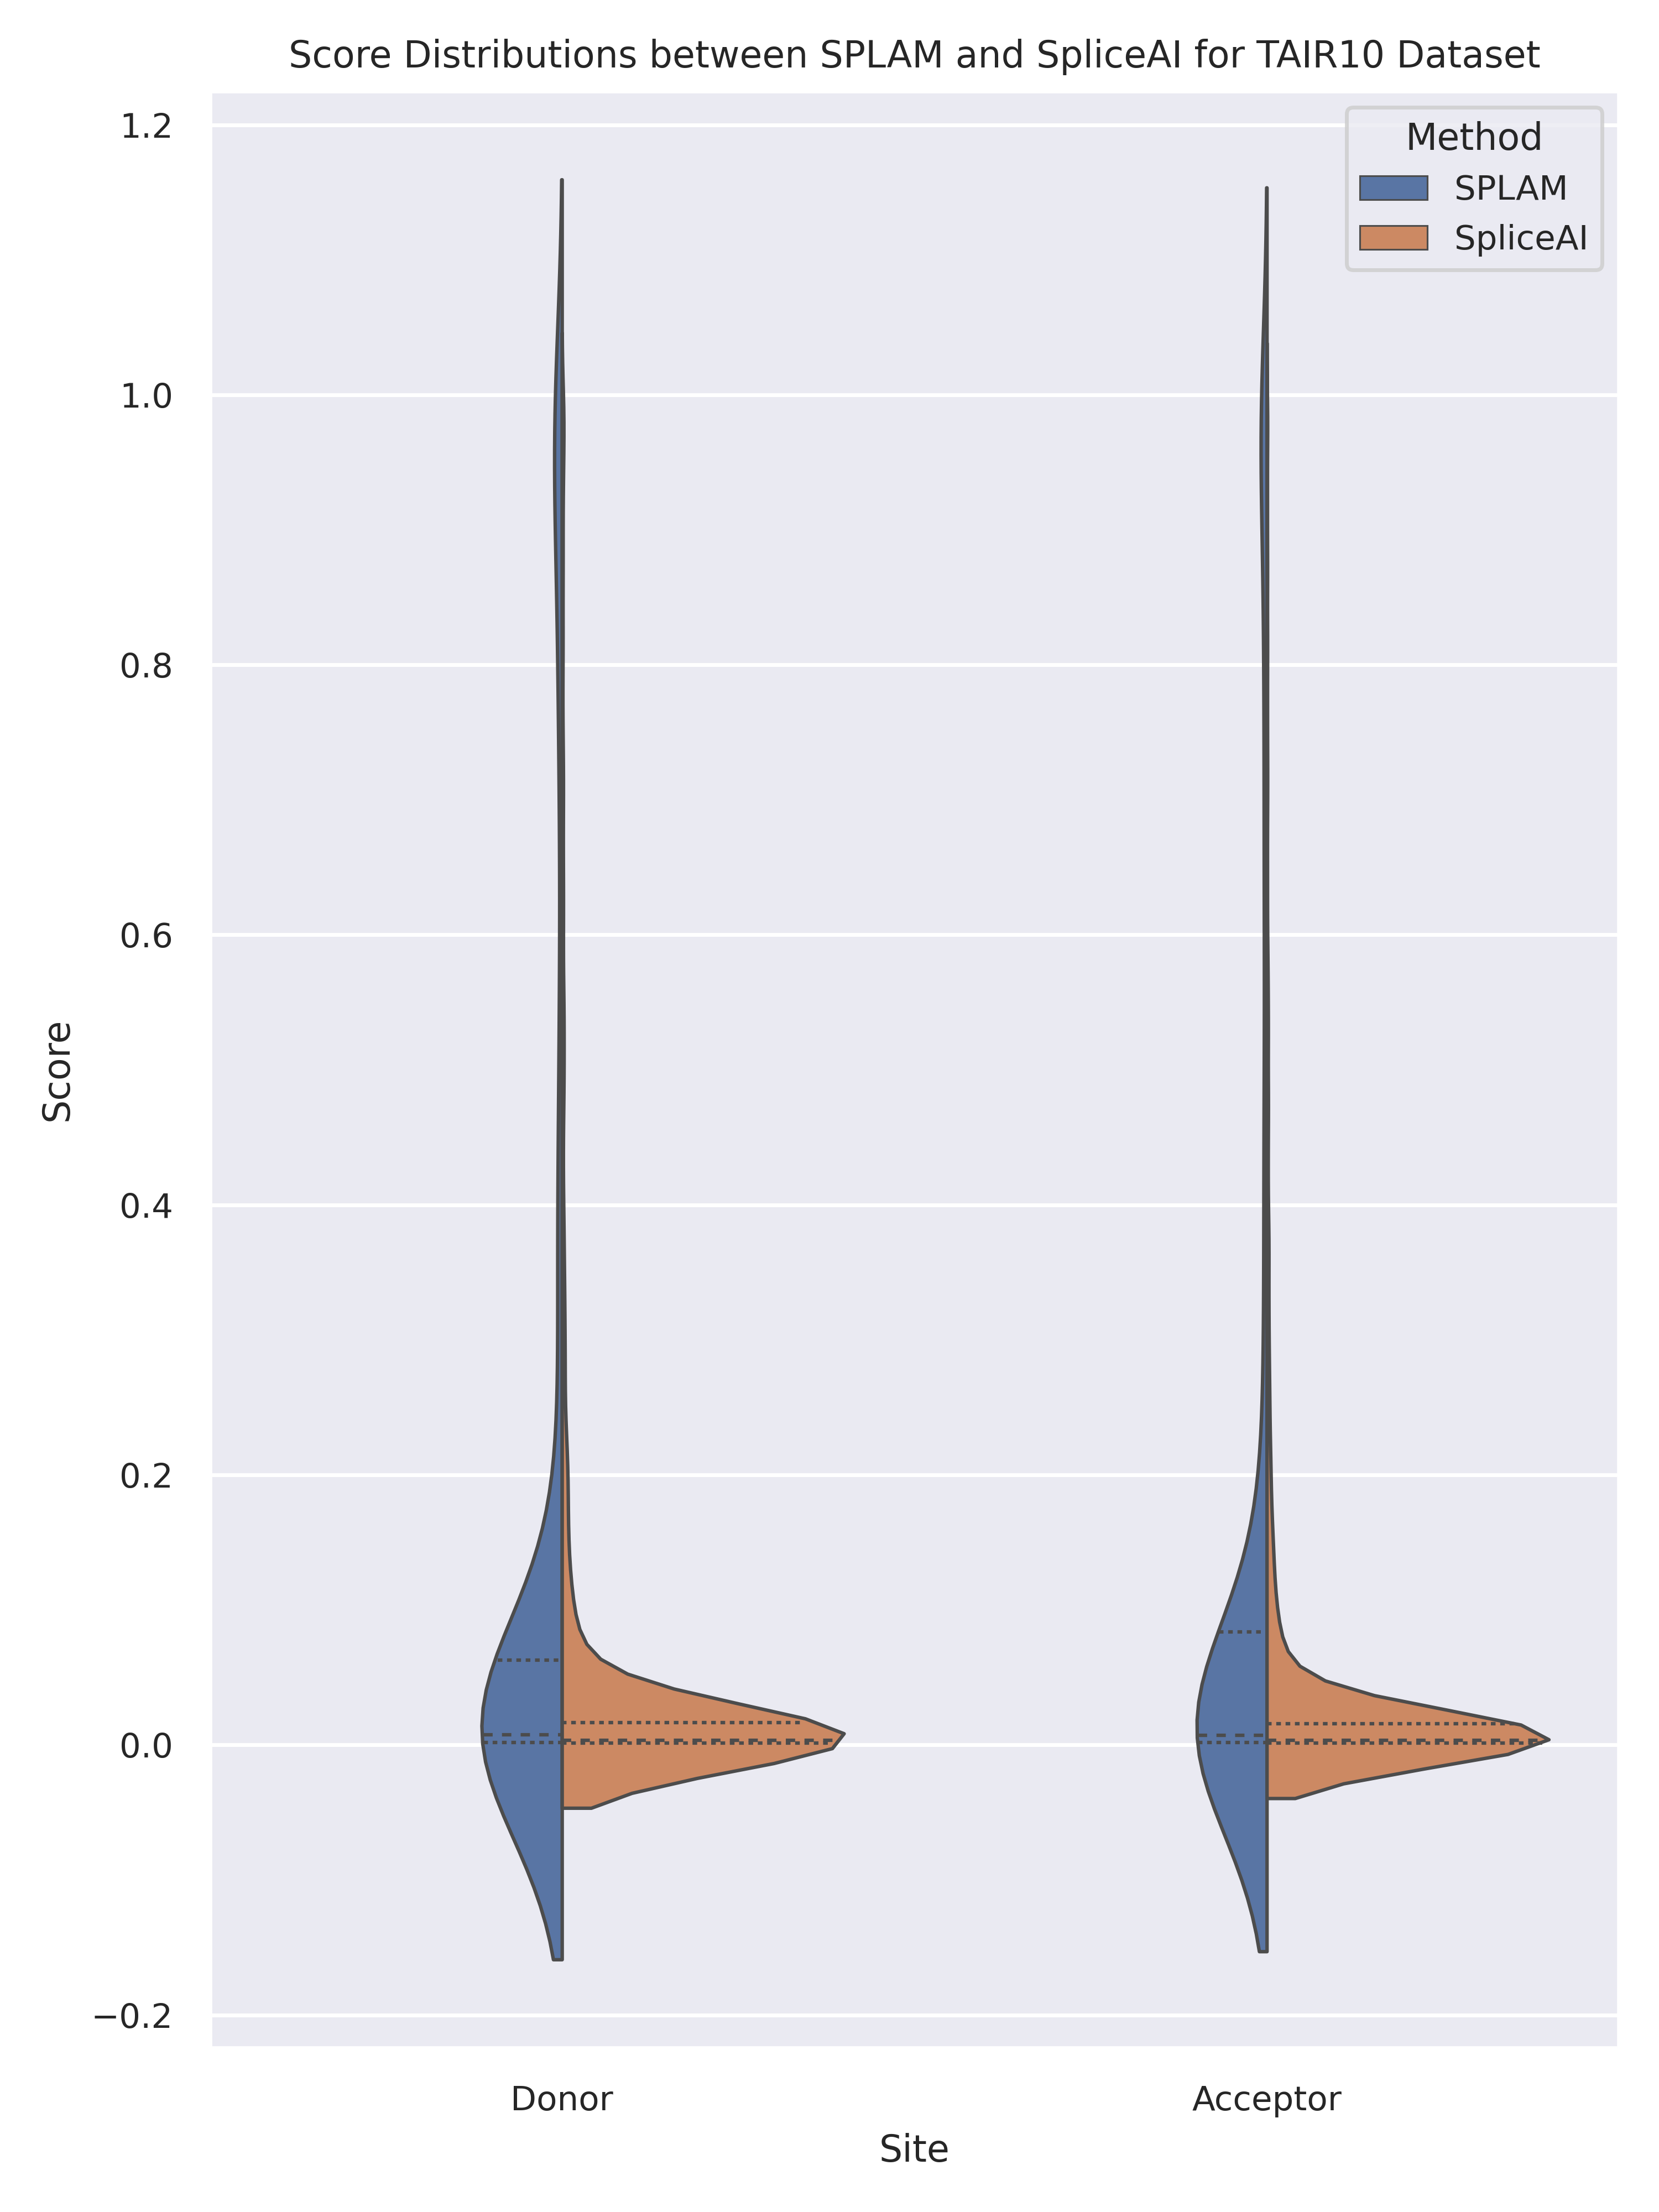 Score Distributions between SPLAM and SpliceAI for TAIR10 Dataset
Method
SPLAM
SpliceAI
1.2
1.0
0.8
0.6
0.4
0.2
0.0
−0.2
Score
Donor
Acceptor
Site